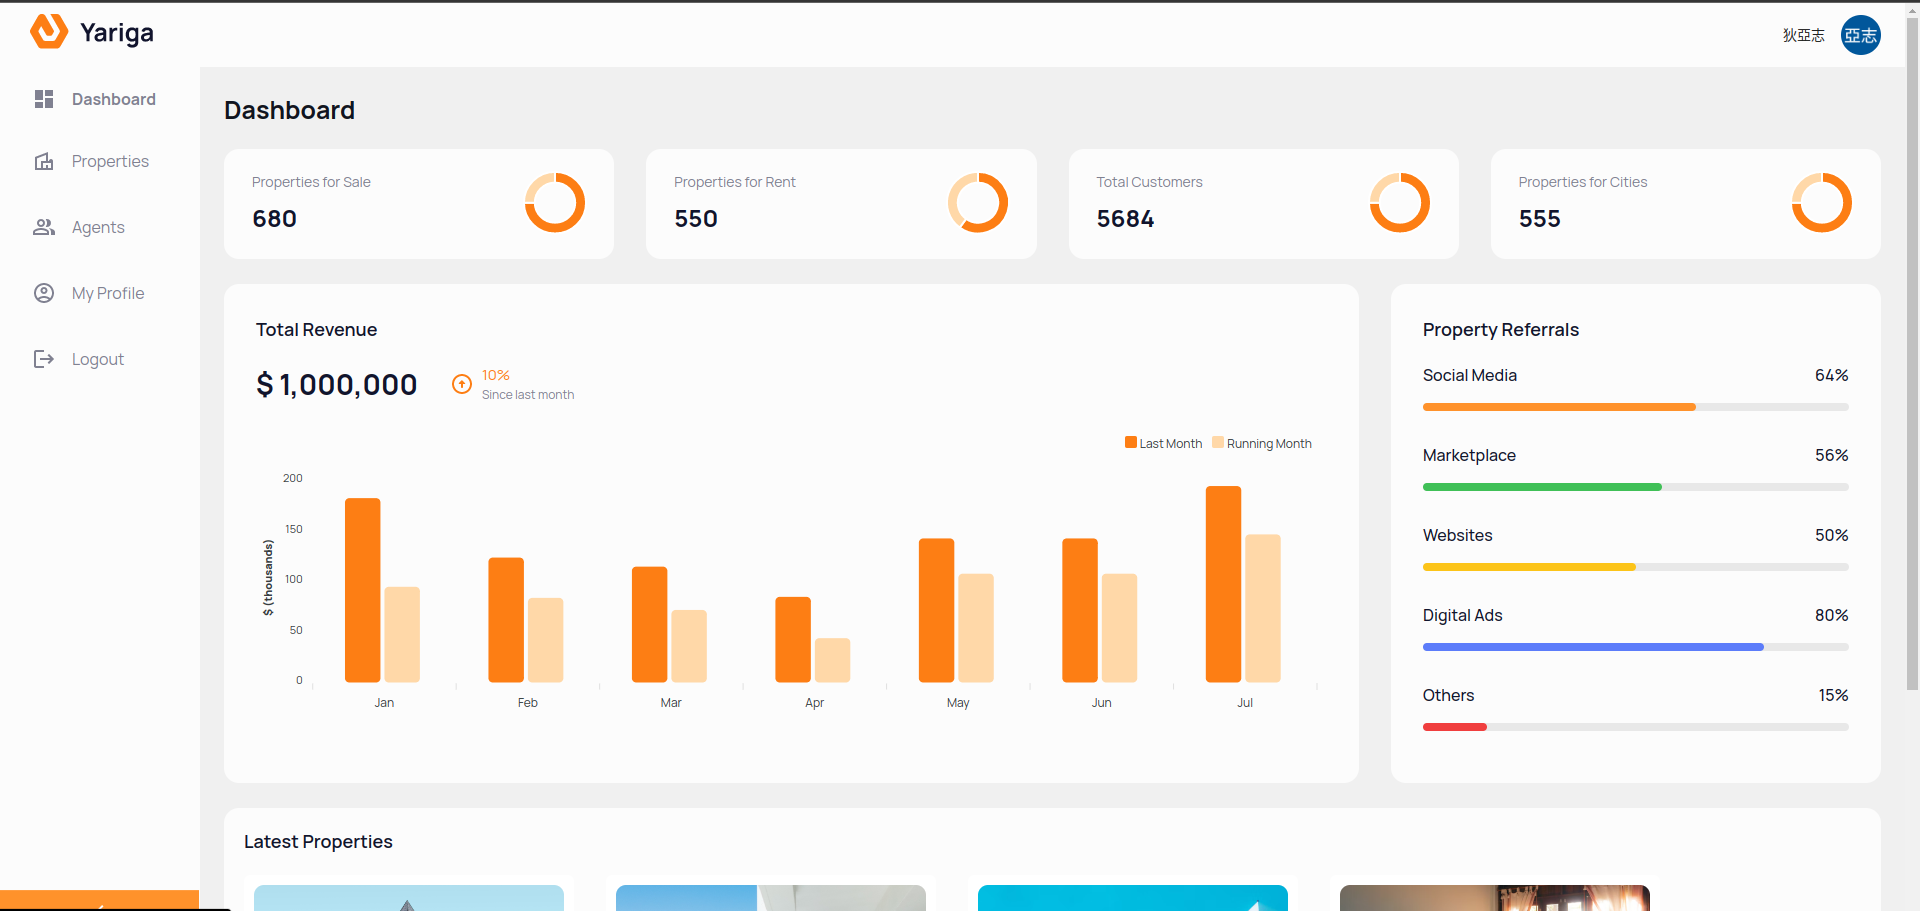 Yariga
狄亞志
亞志
Dashboard
Properties
Agents
My Profile
Logout
Dashboard
Properties for Sale
680
Properties for Rent
550
Total Customers
5684
Properties for Cities
555
Total Revenue
$ 1,000,000
10%
Since last month
Last Month
Running Month
$ (thousands)
200
150
100
50
0
Jan
Feb
Mar
Apr
May
Jun
Jul
Property Referrals
Social Media
64%
Marketplace
56%
Websites
50%
Digital Ads
80%
Others
15%
Latest Properties